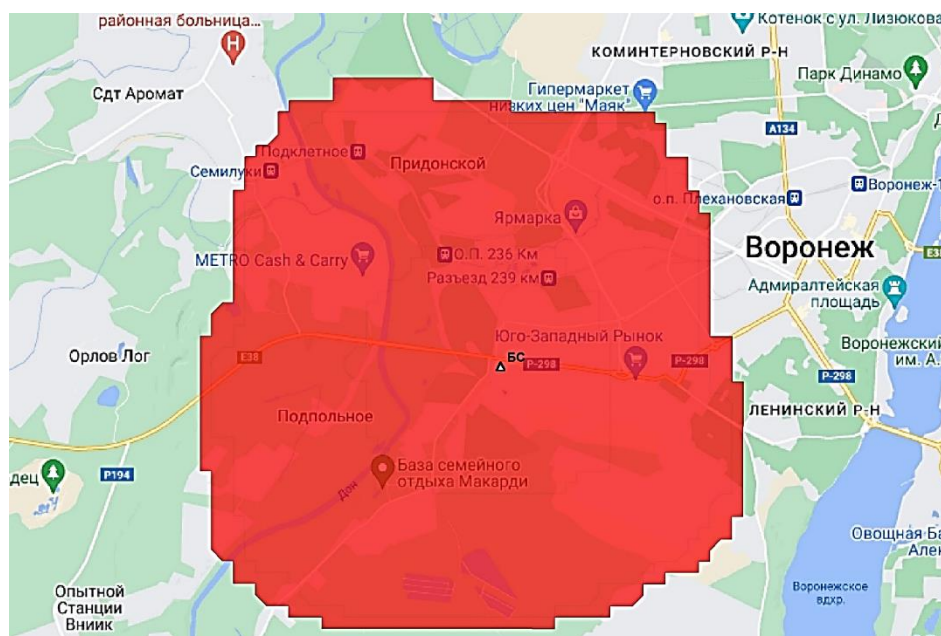 районная больница...
Котенок с ул. Лизюкова
КОМИНТЕРНОВСКИЙ Р-Н
Парк Динамо
Сдт Аромат
Гипермаркет
низких цен "Маяк"
A134
Подклетное
Придонской
Семилуки
Воронеж-1
о.п. Плехановская
Ярмарка
Воронеж
METRO Cash & Carry
О.П. 236 Км
Разъезд 239 км
Адмиралтейская
площадь
Юго-Западный Рынок
Воронежский
им. А.
Орлов Лог
E38
БС
P-298
P-298
P-298
Подпольное
ЛЕНИНСКИЙ Р-Н
База семейного
отдыха Макарди
дец
P194
Дон
Овощная Ба
Ален
Опытной
Станции
Вниик
Воронежское
вдхр.